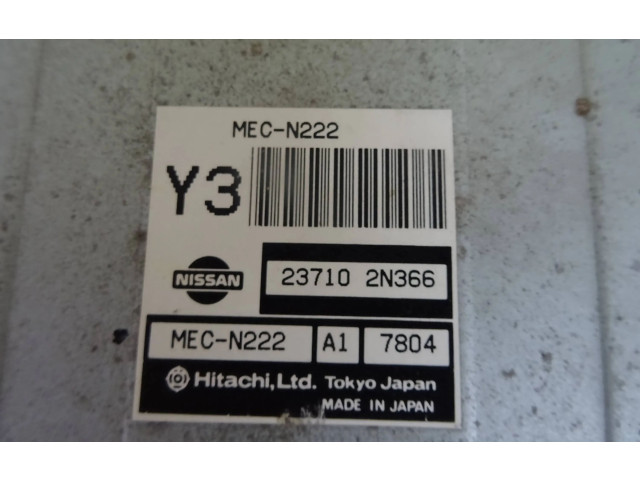 MEC-N222
Y3
NISSAN 23710 2N366
MEC-N222 A1 7804
Hitachi, Ltd. Tokyo Japan
MADE IN JAPAN